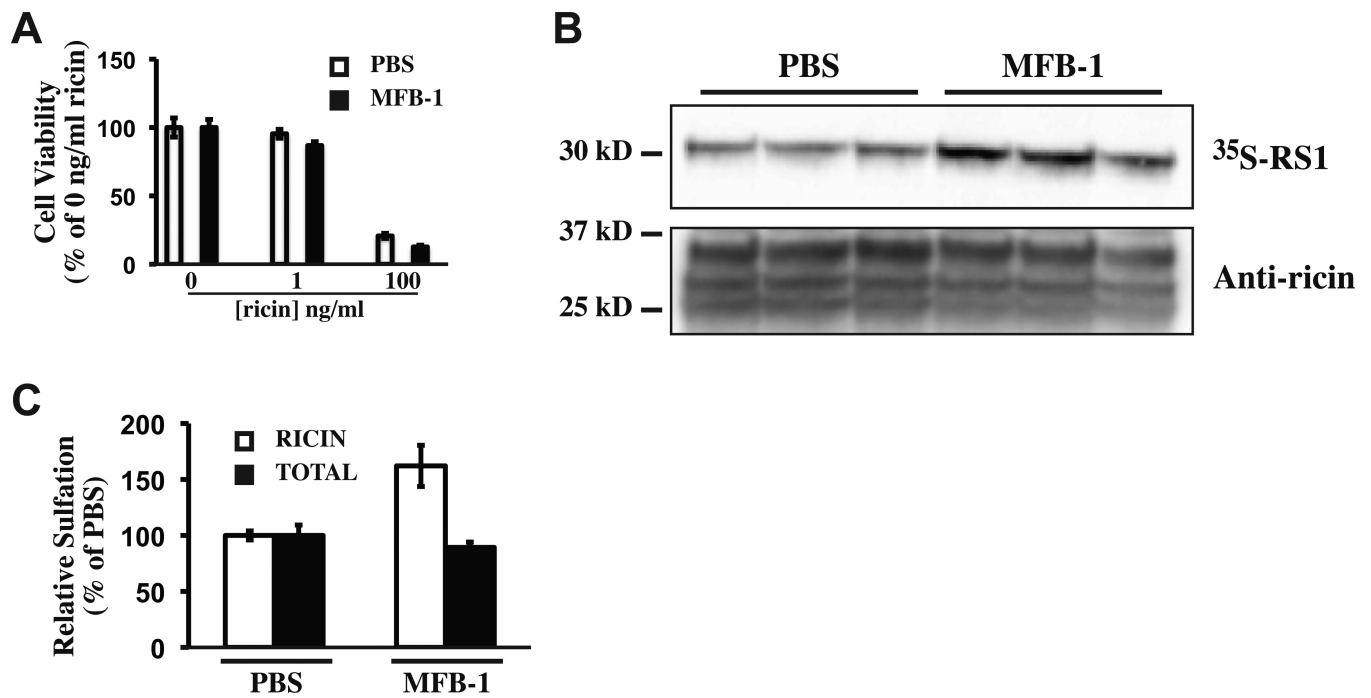 A
Cell Viability
(% of 0 ng/ml ricin)
150
100
50
0
PBS
MFB-1
0 1 100
[ricin] ng/ml
B
PBS MFB-1
30 kD
35S-RS1
37 kD
25 kD
Anti-ricin
C
Relative Sulfation
(% of PBS)
200
150
100
50
0
RICIN
TOTAL
PBS MFB-1